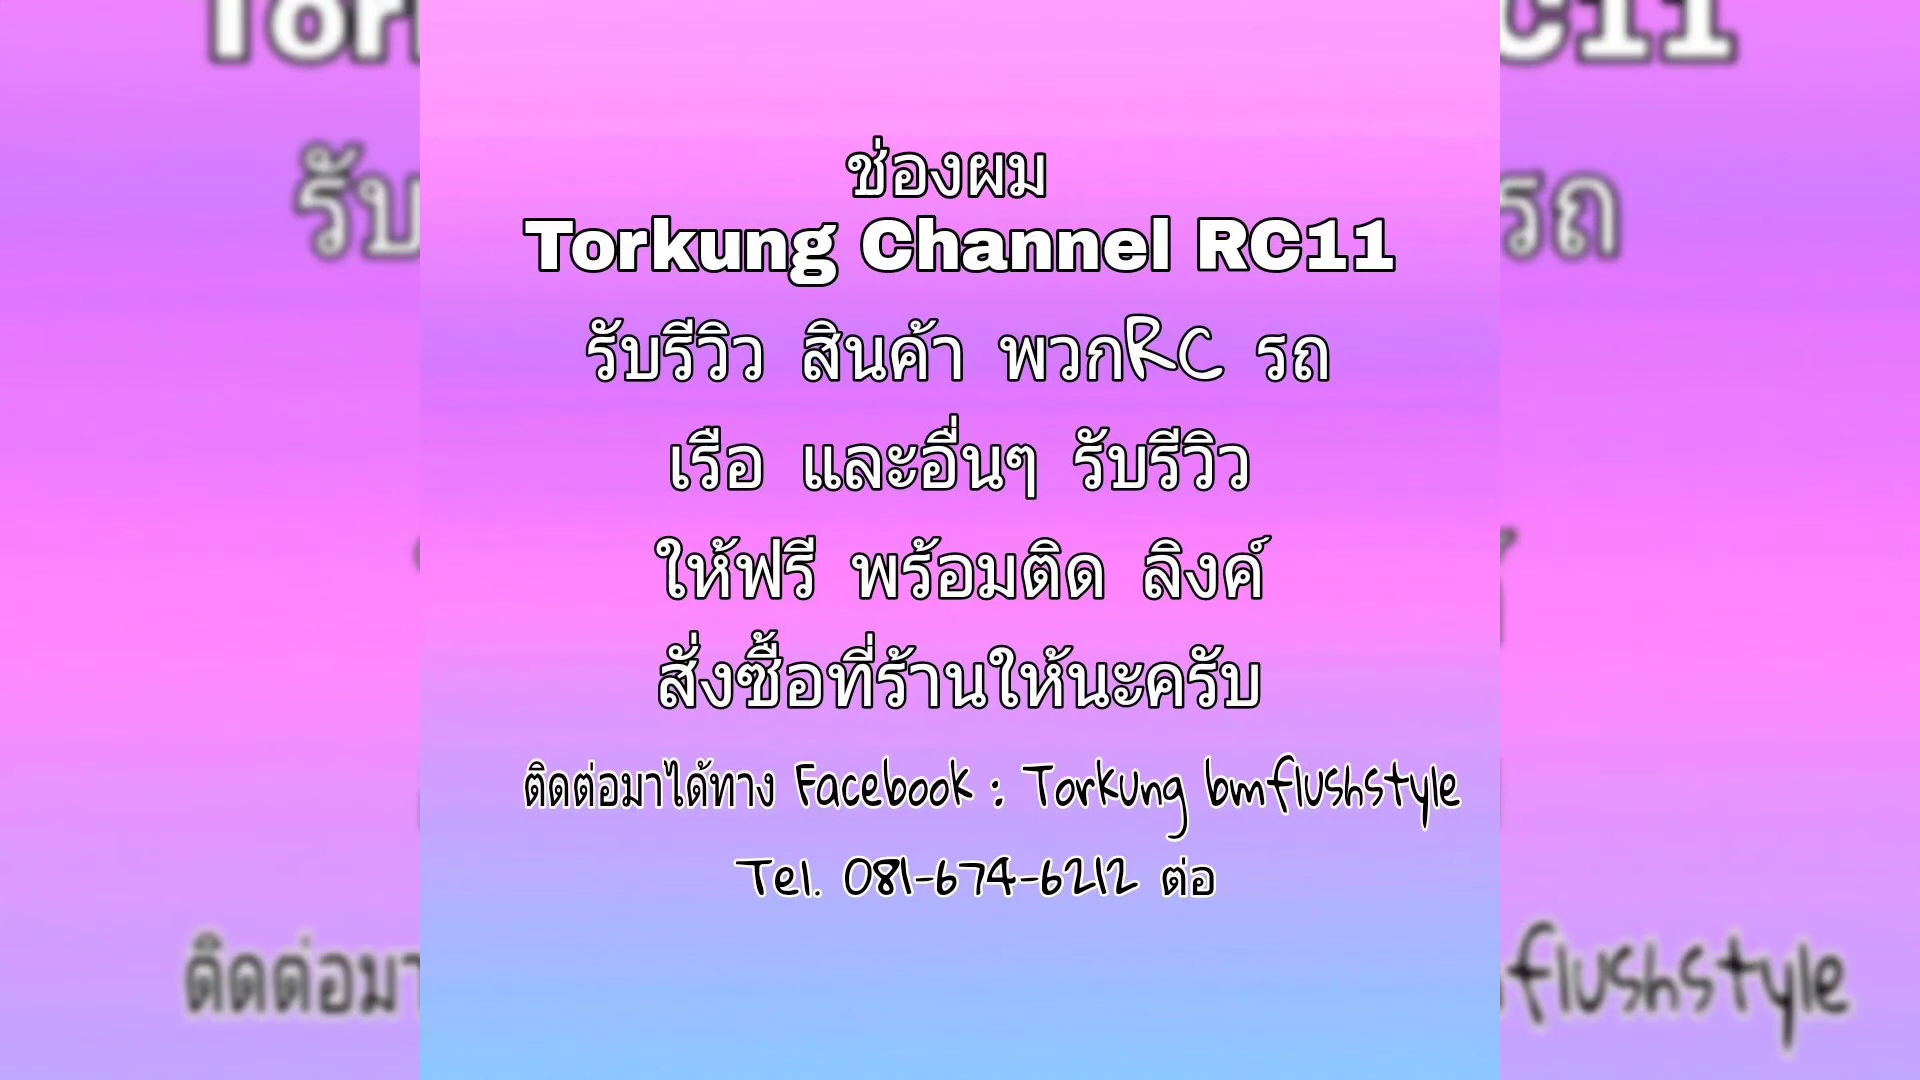 ช่องผม
Torkung Channel RC11
รับรีวิว สินค้า พวกRC รถ
เรือ และอื่นๆ รับรีวิว
ให้ฟรี พร้อมติด ลิงค์
สั่งซื้อที่ร้านให้นะครับ
ติดต่อมาได้ทาง Facebook : Torkung bmflushstyle
Tel. 081-674-6212 ต่อ